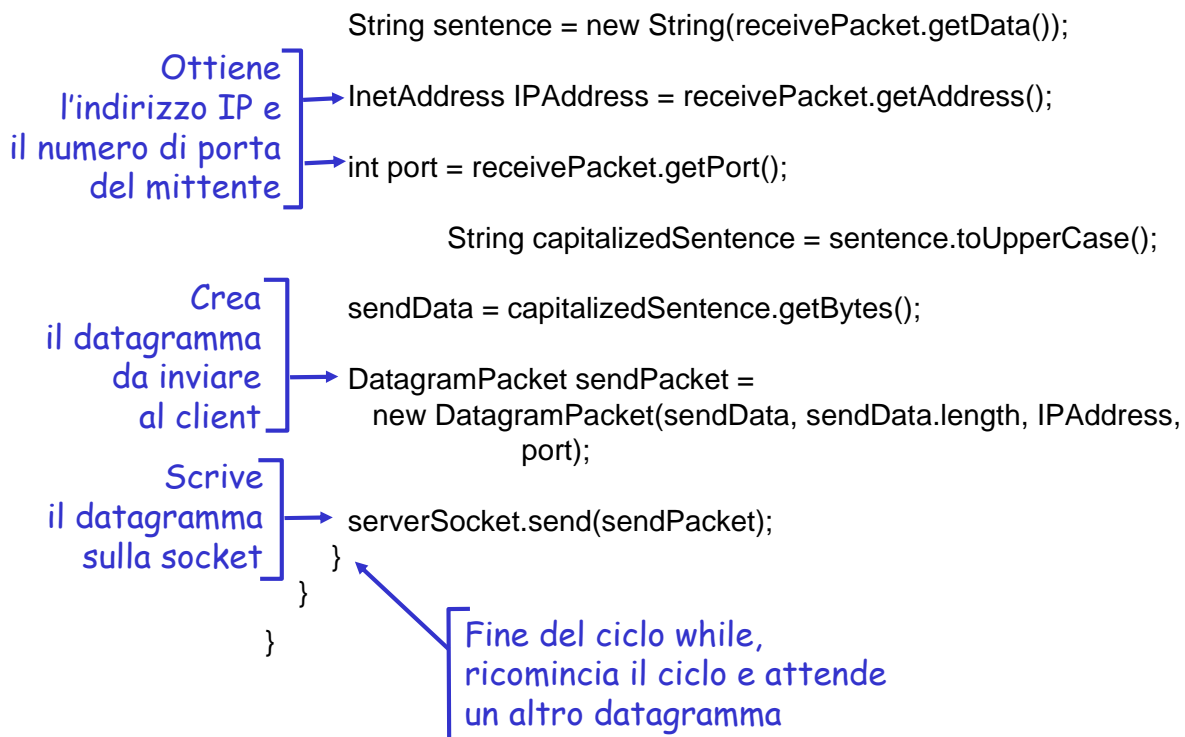 String sentence = new String(receivePacket.getData());
Ottiene
l'indirizzo IP e
il numero di porta
del mittente
InetAddress IPAddress = receivePacket.getAddress();
int port = receivePacket.getPort();
String capitalizedSentence = sentence.toUpperCase();
Crea
il datagramma
da inviare
al client
sendData = capitalizedSentence.getBytes();
DatagramPacket sendPacket =
new DatagramPacket(sendData, sendData.length, IPAddress,
port);
Scrive
il datagramma
sulla socket
serverSocket.send(sendPacket);
}
}
}
Fine del ciclo while,
ricomincia il ciclo e attende
un altro datagramma